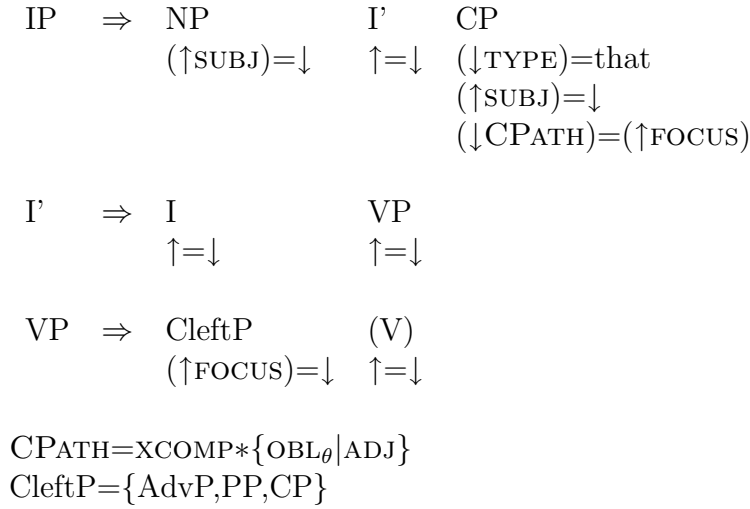 IP ⇒ NP I’ CP
(↑SUBJ)=↓ ↑=↓ (↓TYPE)=that
(↑SUBJ)=↓
(↓CPATH)=(↑FOCUS)
I’ ⇒ I VP
↑=↓ ↑=↓
VP ⇒ CleftP (V)
(↑FOCUS)=↓ ↑=↓
CPATH=XCOMP∗{OBLθ|ADJ}
CleftP={AdvP,PP,CP}